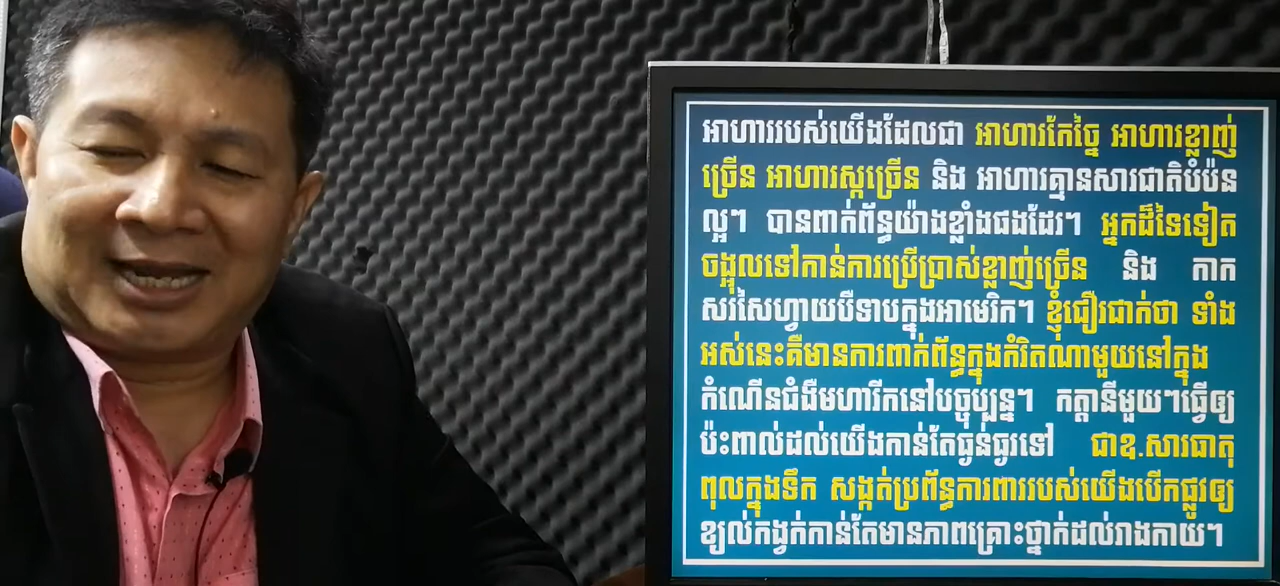 អាហាររបស់យើងដែលជា អាហារកែច្នៃ អាហារខ្លាញ់
ច្រើន អាហារស្ករច្រើន និង អាហារគ្មានសារជាតិបំប៉ន
ល្អៗ បានពាក់ព័ន្ធយ៉ាងខ្លាំងផងដែរ។ អ្នកដ៏ទៃទៀត
ចង្អុលទៅកាន់ការប្រើប្រាស់ខ្លាញ់ច្រើន និង កាក
សរសៃហ្វាយបឺទាបក្នុងអាមេរិក។ ខ្ញុំជឿរជាក់ថា ទាំង
អស់នេះគឺមានការពាក់ព័ន្ធក្នុងកំរិតណាមួយនៅក្នុង
កំណើនជំងឺមហារីកនៅបច្ចុប្បន្ន។ កត្តានីមួយៗធ្វើឲ្យ
ប៉ះពាល់ដល់យើងកាន់តែធ្ងន់ធ្ងរទៅ ជាឧ.សារធាតុ
ពុលក្នុងទឹក សង្កត់ប្រព័ន្ធការពាររបស់យើងបើកផ្លូវឲ្យ
ខ្យល់កង្វក់កាន់តែមានភាពគ្រោះថ្នាក់ដល់រាងកាយ។